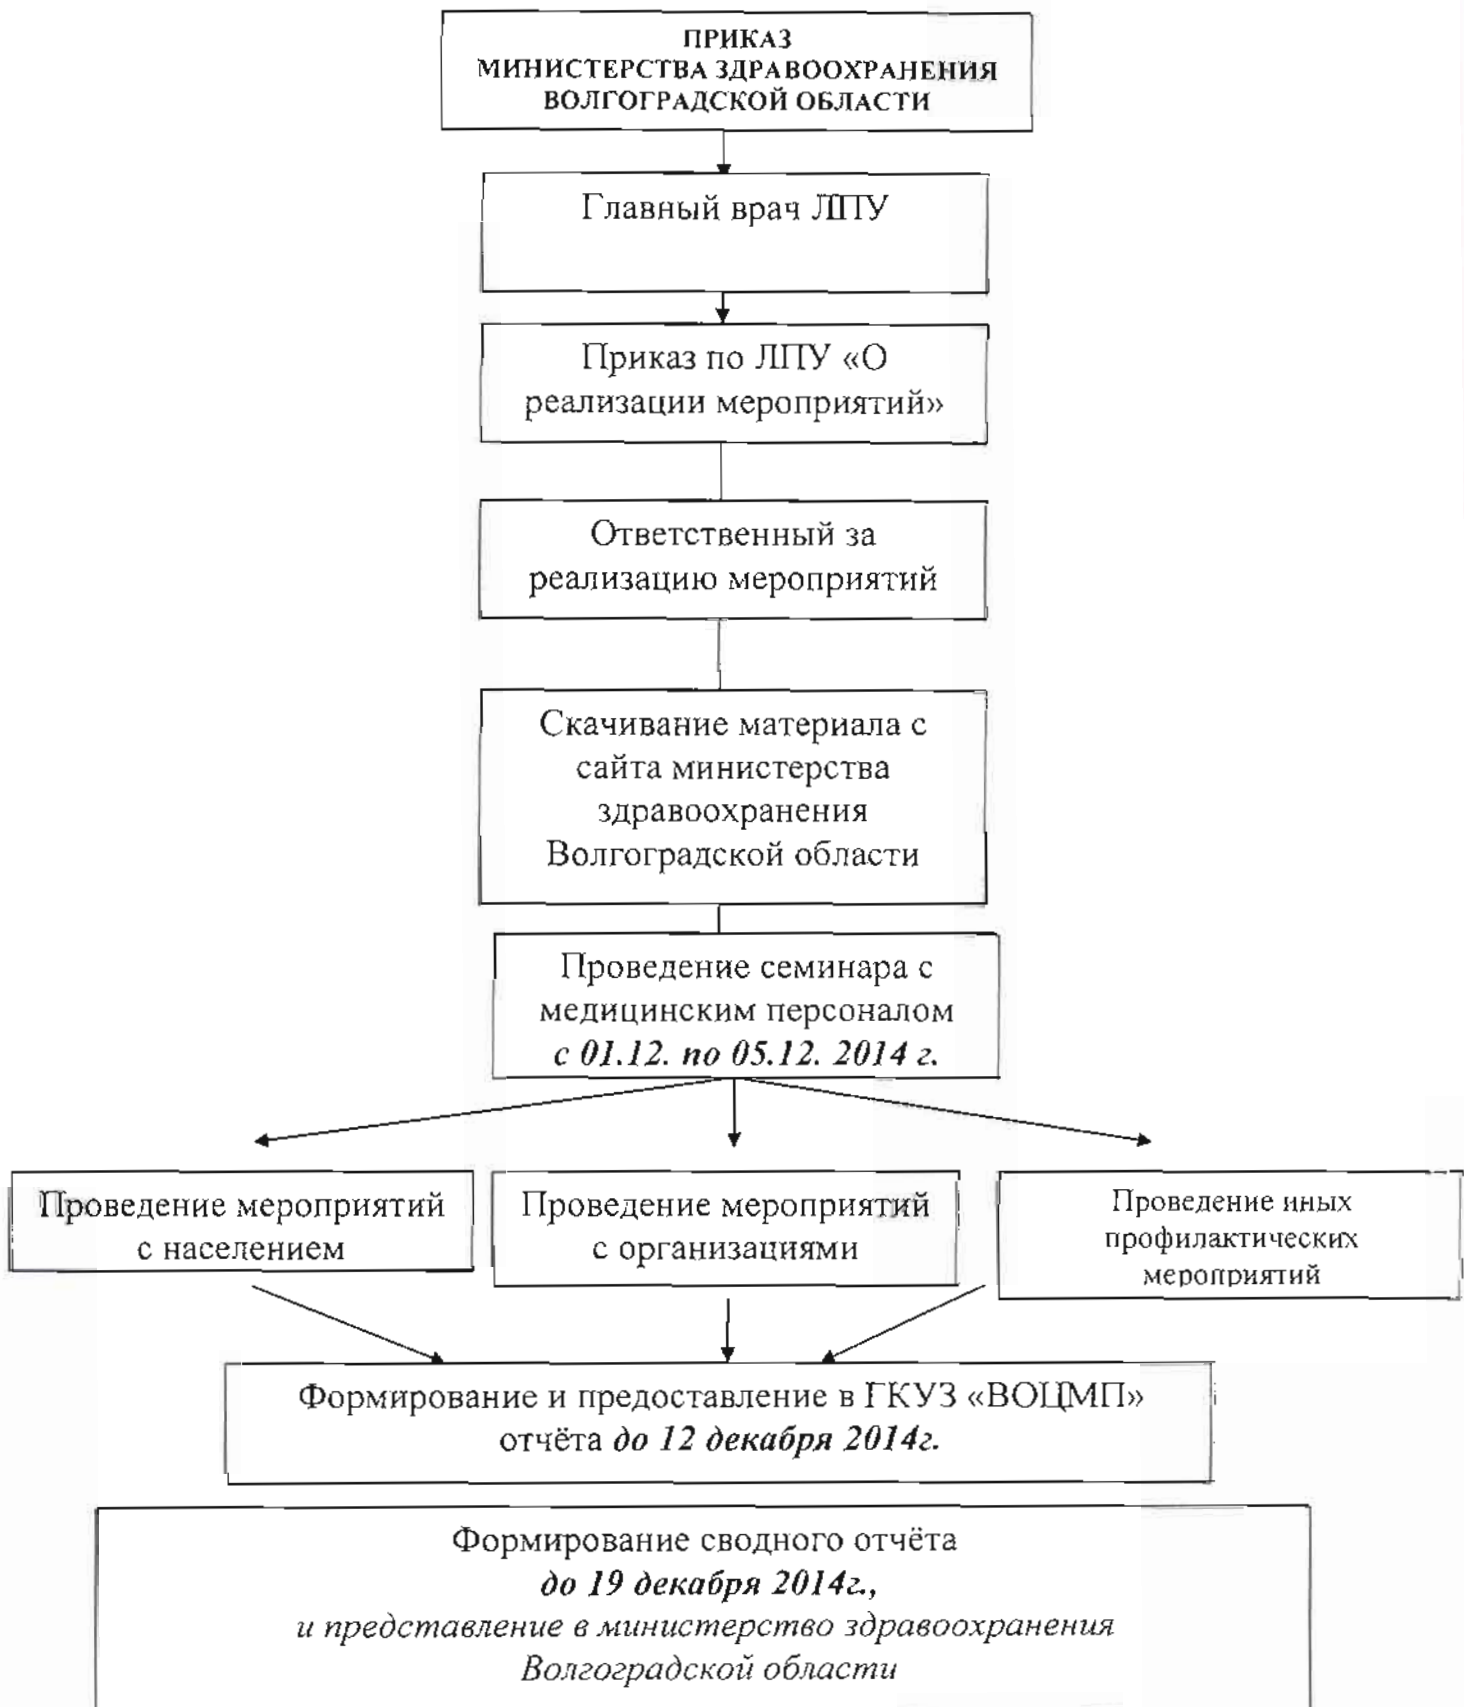 ПРИКАЗ
МИНИСТЕРСТВА ЗДРАВООХРАНЕНИЯ
ВОЛГОГРАДСКОЙ ОБЛАСТИ
Главный врач ЛПУ
Приказ по ЛПУ «О
реализации мероприятий»
Ответственный за
реализацию мероприятий
Скачивание материала с
сайта министерства
здравоохранения
Волгоградской области
Проведение семинара с
медицинским персоналом
с 01.12. по 05.12. 2014 г.
Проведение мероприятий
с населением
Проведение мероприятий
с организациями
Проведение иных
профилактических
мероприятий
Формирование и предоставление в ГКУЗ «ВОЦМП»
отчёта до 12 декабря 2014г.
Формирование сводного отчёта
до 19 декабря 2014г.,
и представление в министерство здравоохранения
Волгоградской области